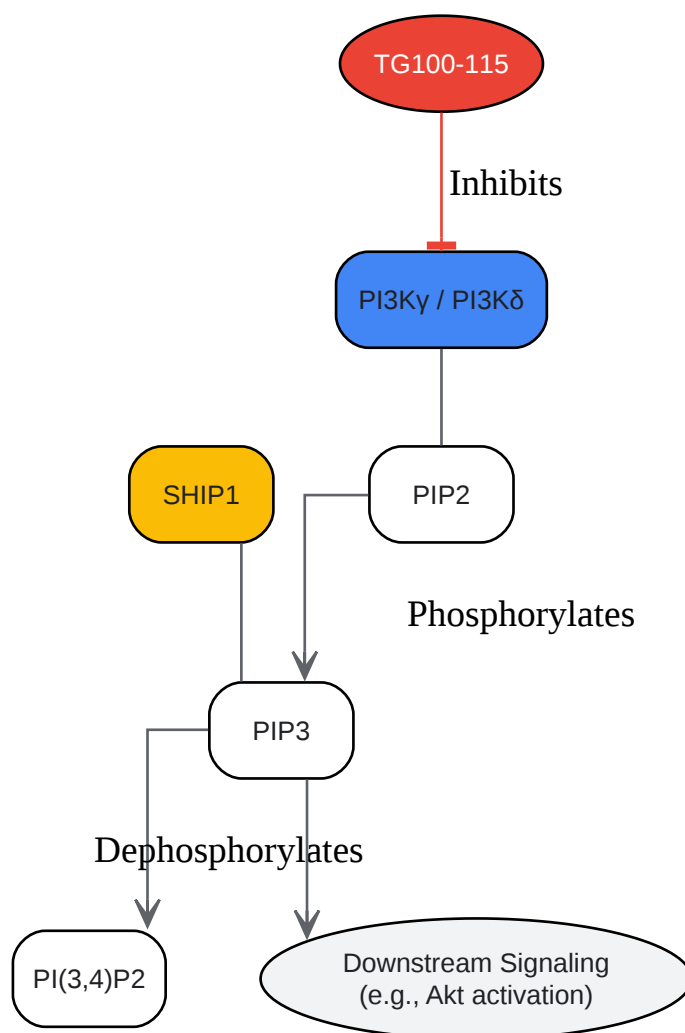 TG100-115
Inhibits
PI3Kγ / PI3Kδ
SHIP1
PIP2
Phosphorylates
PIP3
Dephosphorylates
PI(3,4)P2
Downstream Signaling
(e.g., Akt activation)